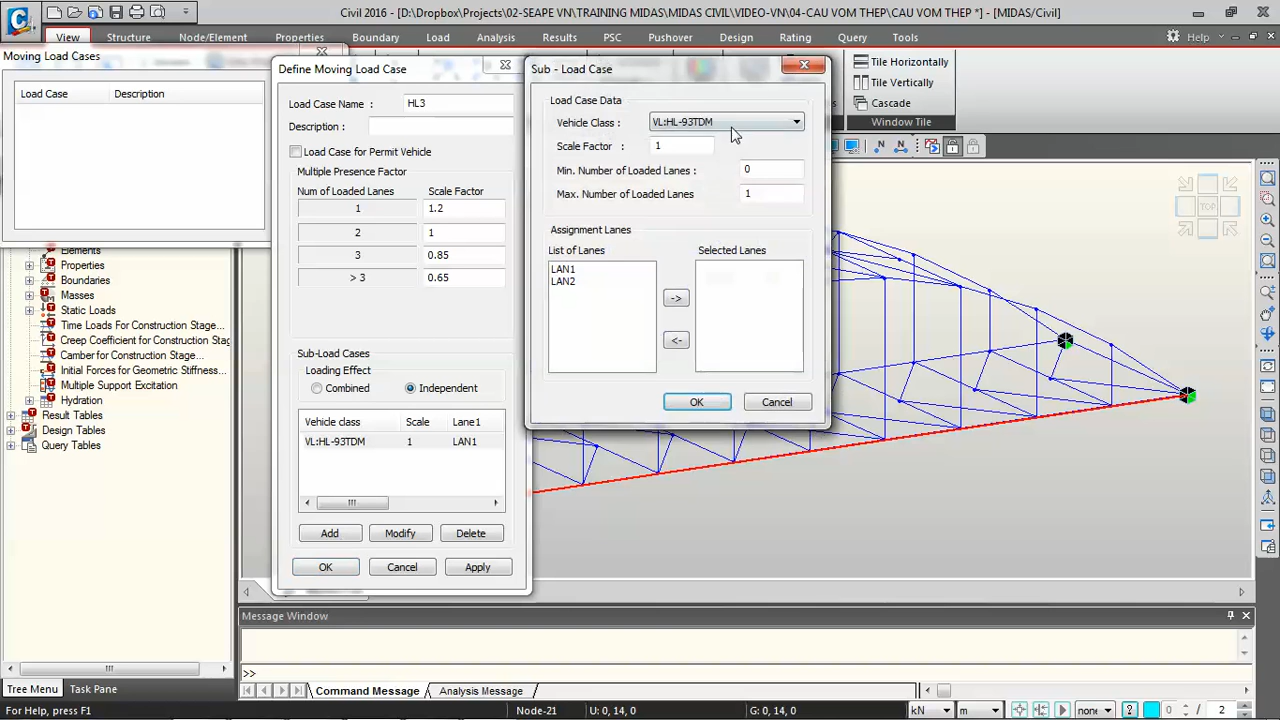 Civil 2016 - [D:\Dropbox\Projects\02-SEAPE VN\TRAINING MIDAS\MIDAS CIVIL\VIDEO-VN\04-CAU VOM THEP\CAU VOM THEP *] - [MIDAS/Civil]
View Structure Node/Element Properties Boundary Load Analysis Results PSC Pushover Design Rating Query Tools Help
Tile Horizontally
Tile Vertically
Cascade
Window Tile
Moving Load Cases
Load Case Description
Elements
Properties
Boundaries
Masses
Static Loads
Time Loads For Construction Stage...
Creep Coefficient for Construction Stage...
Camber for Construction Stage...
Initial Forces for Geometric Stiffness...
Multiple Support Excitation
Hydration
Result Tables
Design Tables
Query Tables
Tree Menu Task Pane
Define Moving Load Case
Load Case Name : HL3
Description :
Load Case for Permit Vehicle
Multiple Presence Factor
Num of Loaded Lanes Scale Factor
1 1.2
2 1
3 0.85
> 3 0.65
Sub-Load Cases
Loading Effect
Combined Independent
Vehicle class Scale Lane1
VL:HL-93TDM 1 LAN1
Add Modify Delete
OK Cancel Apply
Sub - Load Case
Load Case Data
Vehicle Class : VL:HL-93TDM
Scale Factor : 1
Min. Number of Loaded Lanes : 0
Max. Number of Loaded Lanes 1
Assignment Lanes
List of Lanes Selected Lanes
LAN1
LAN2
->
<-
OK Cancel
TOP
Message Window
>>
Command Message Analysis Message
For Help, press F1 Node-21 U: 0, 14, 0 G: 0, 14, 0 kN m none 0 / 2